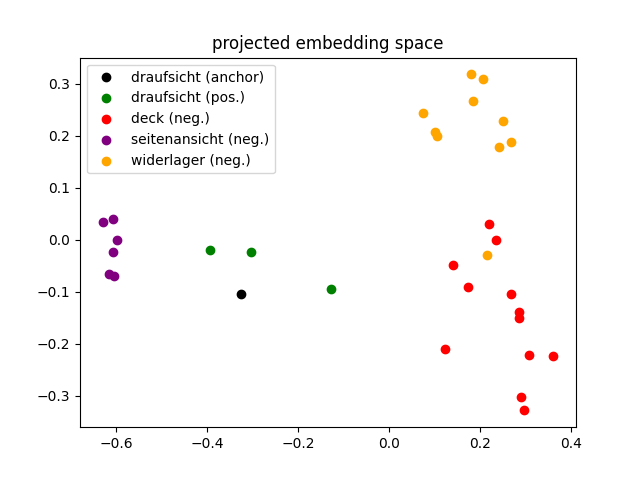 projected embedding space
draufsicht (anchor)
draufsicht (pos.)
deck (neg.)
seitenansicht (neg.)
widerlager (neg.)
0.3
0.2
0.1
0.0
−0.1
−0.2
−0.3
−0.6
−0.4
−0.2
0.0
0.2
0.4